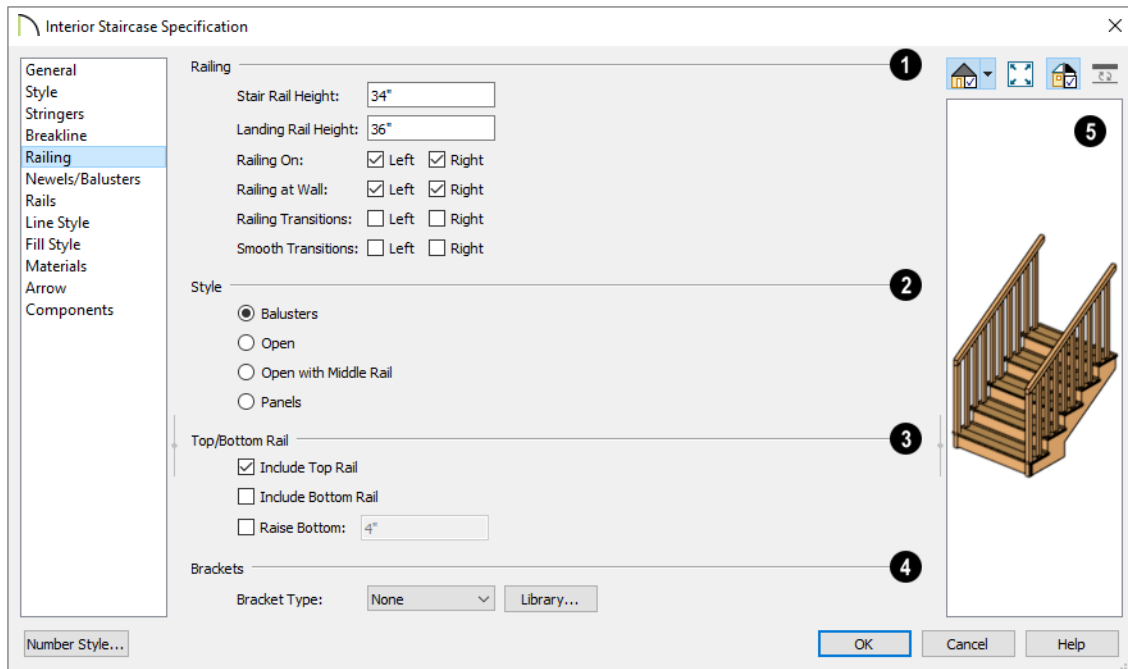 Interior Staircase Specification
General
Style
Stringers
Breakline
Railing
Newels/Balusters
Rails
Line Style
Fill Style
Materials
Arrow
Components
Railing
1
Stair Rail Height: 34"
Landing Rail Height: 36"
Railing On: Left Right
Railing at Wall: Left Right
Railing Transitions: Left Right
Smooth Transitions: Left Right
Style
2
Balusters
Open
Open with Middle Rail
Panels
Top/Bottom Rail
3
Include Top Rail
Include Bottom Rail
Raise Bottom: 4"
Brackets
4
Bracket Type: None Library...
5
Number Style...
OK Cancel Help